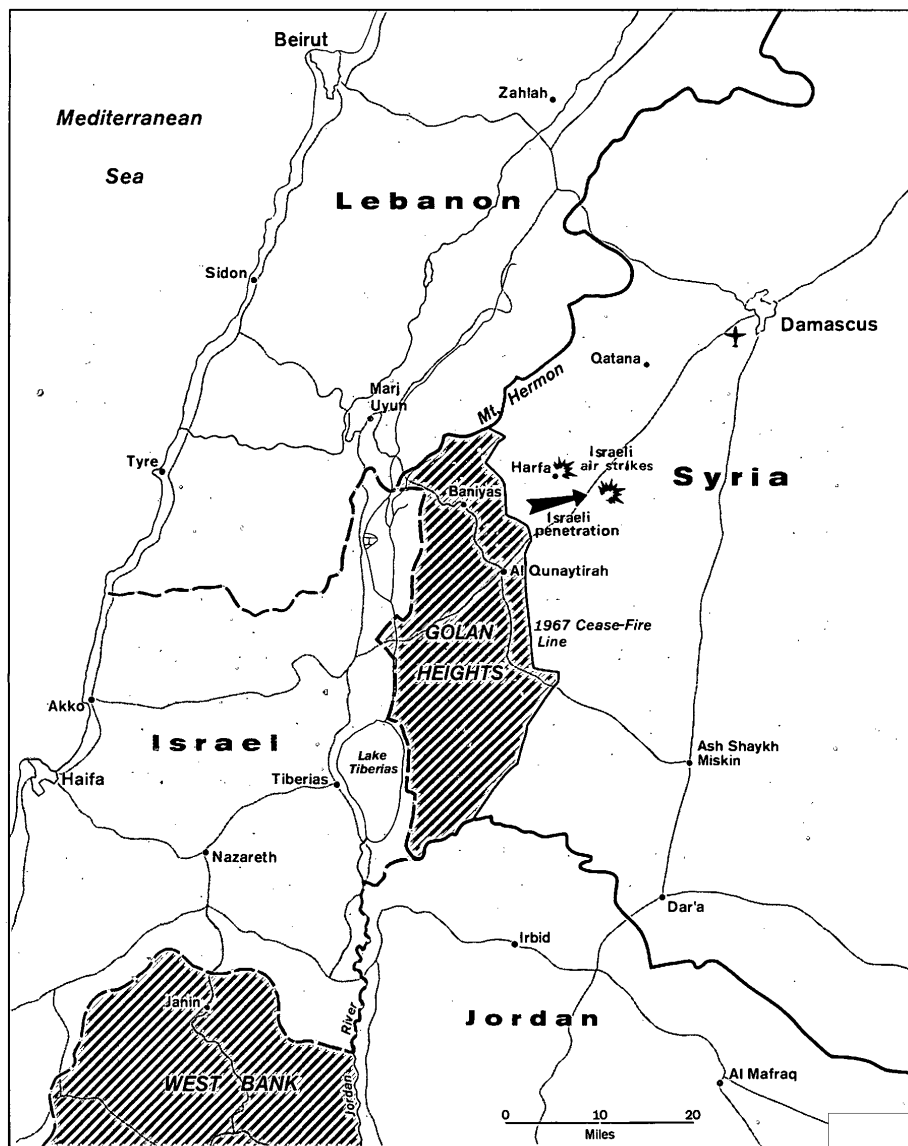 Beirut
Zahlah
Mediterranean
Sea
Lebanon
Sidon
Damascus
Qatana
Marj
Uyun
Mt. Hermon
Tyre
Harfa
Israeli
air strikes
Syria
Baniyas
Israeli
penetration
Al Qunaytirah
1967 Cease-Fire
Line
GOLAN
HEIGHTS
Akko
Israel
Lake
Tiberias
Ash Shaykh
Miskin
Haifa
Tiberias
Nazareth
Dar'a
Irbid
Janin
Jordan River
Jordan
WEST BANK
Al Mafraq
0 10 20
Miles